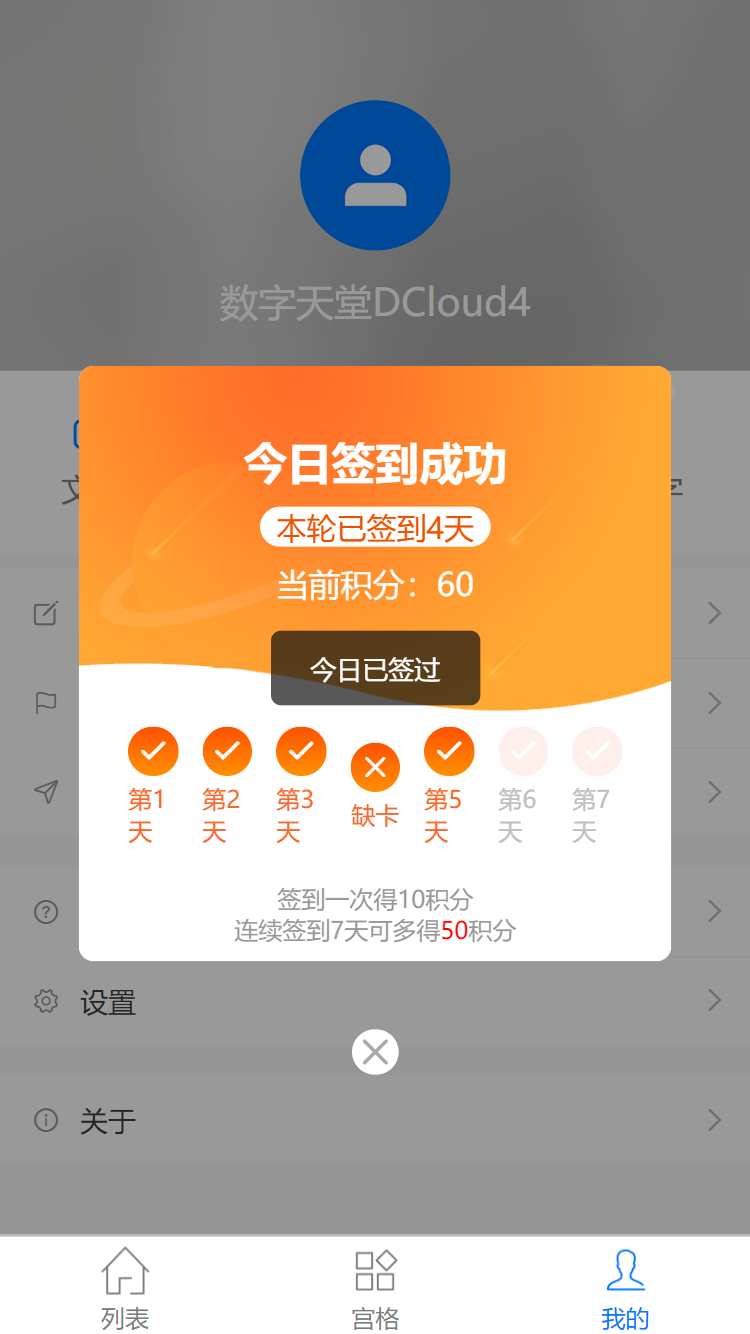 数字天堂DCloud4
今日签到成功
本轮已签到4天
当前积分：60
今日已签过
第1天
第2天
第3天
缺卡
第5天
第6天
第7天
签到一次得10积分
连续签到7天可多得50积分
设置
关于
列表
宫格
我的